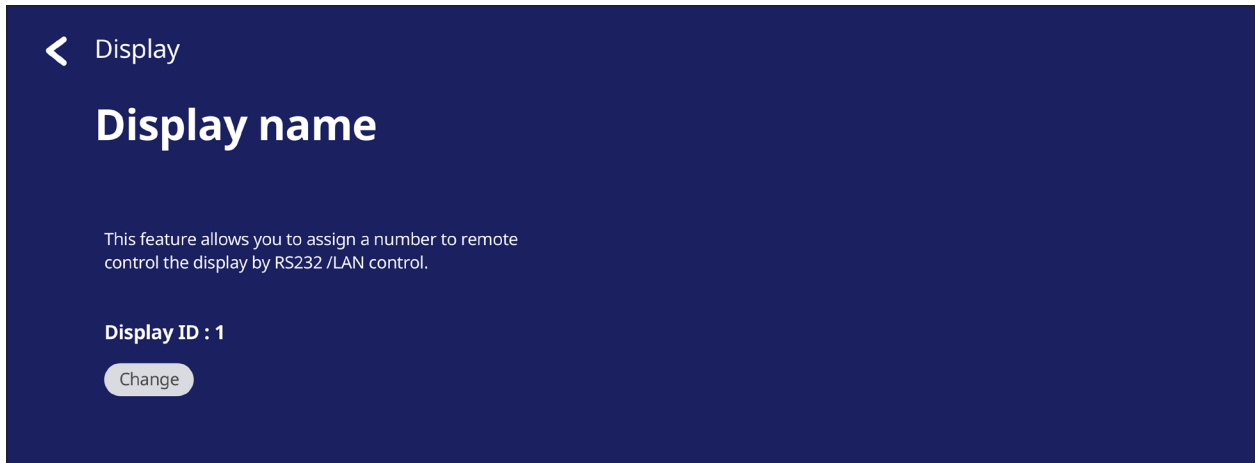 Display
Display name
This feature allows you to assign a number to remote
control the display by RS232 /LAN control.
Display ID : 1
Change